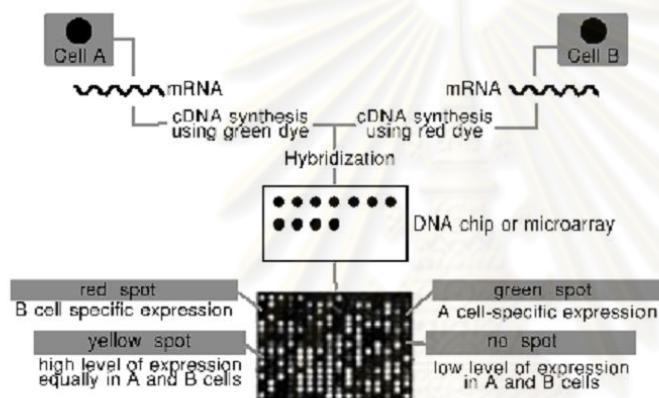 Cell A
Cell B
mRNA
mRNA
cDNA synthesis
using green dye
cDNA synthesis
using red dye
Hybridization
DNA chip or microarray
red spot
B cell specific expression
green spot
A cell-specific expression
yellow spot
high level of expression
equally in A and B cells
no spot
low level of expression
in A and B cells